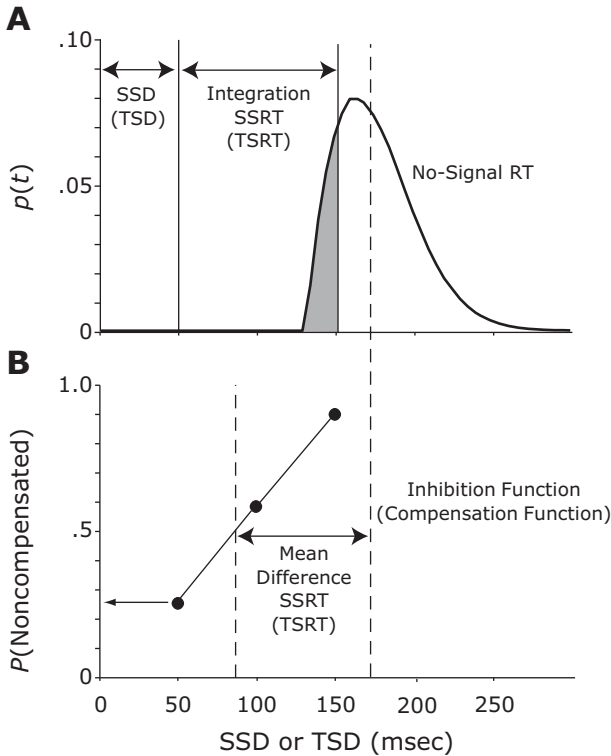 A
.10
SSD
(TSD)
Integration
SSRT
(TSRT)
.05
No-Signal RT
p(t)
0
B
1.0
P(Noncompensated)
Inhibition Function
(Compensation Function)
.5
Mean
Difference
SSRT
(TSRT)
0
0 50 100 150 200 250
SSD or TSD (msec)